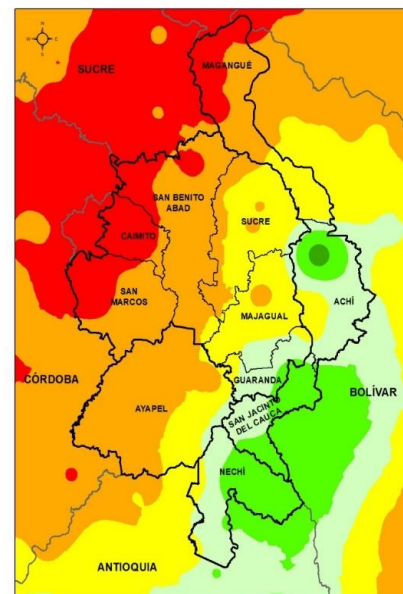 SUCRE
MAGANGUÉ
SAN BENITO
ABAD
SUCRE
CAIMITO
SAN
MARCOS
ACHÍ
MAJAGUAL
CÓRDOBA
GUARANDA
BOLÍVAR
AYAPEL
SAN JACINTO
DEL CAUCA
NECHÍ
ANTIOQUIA